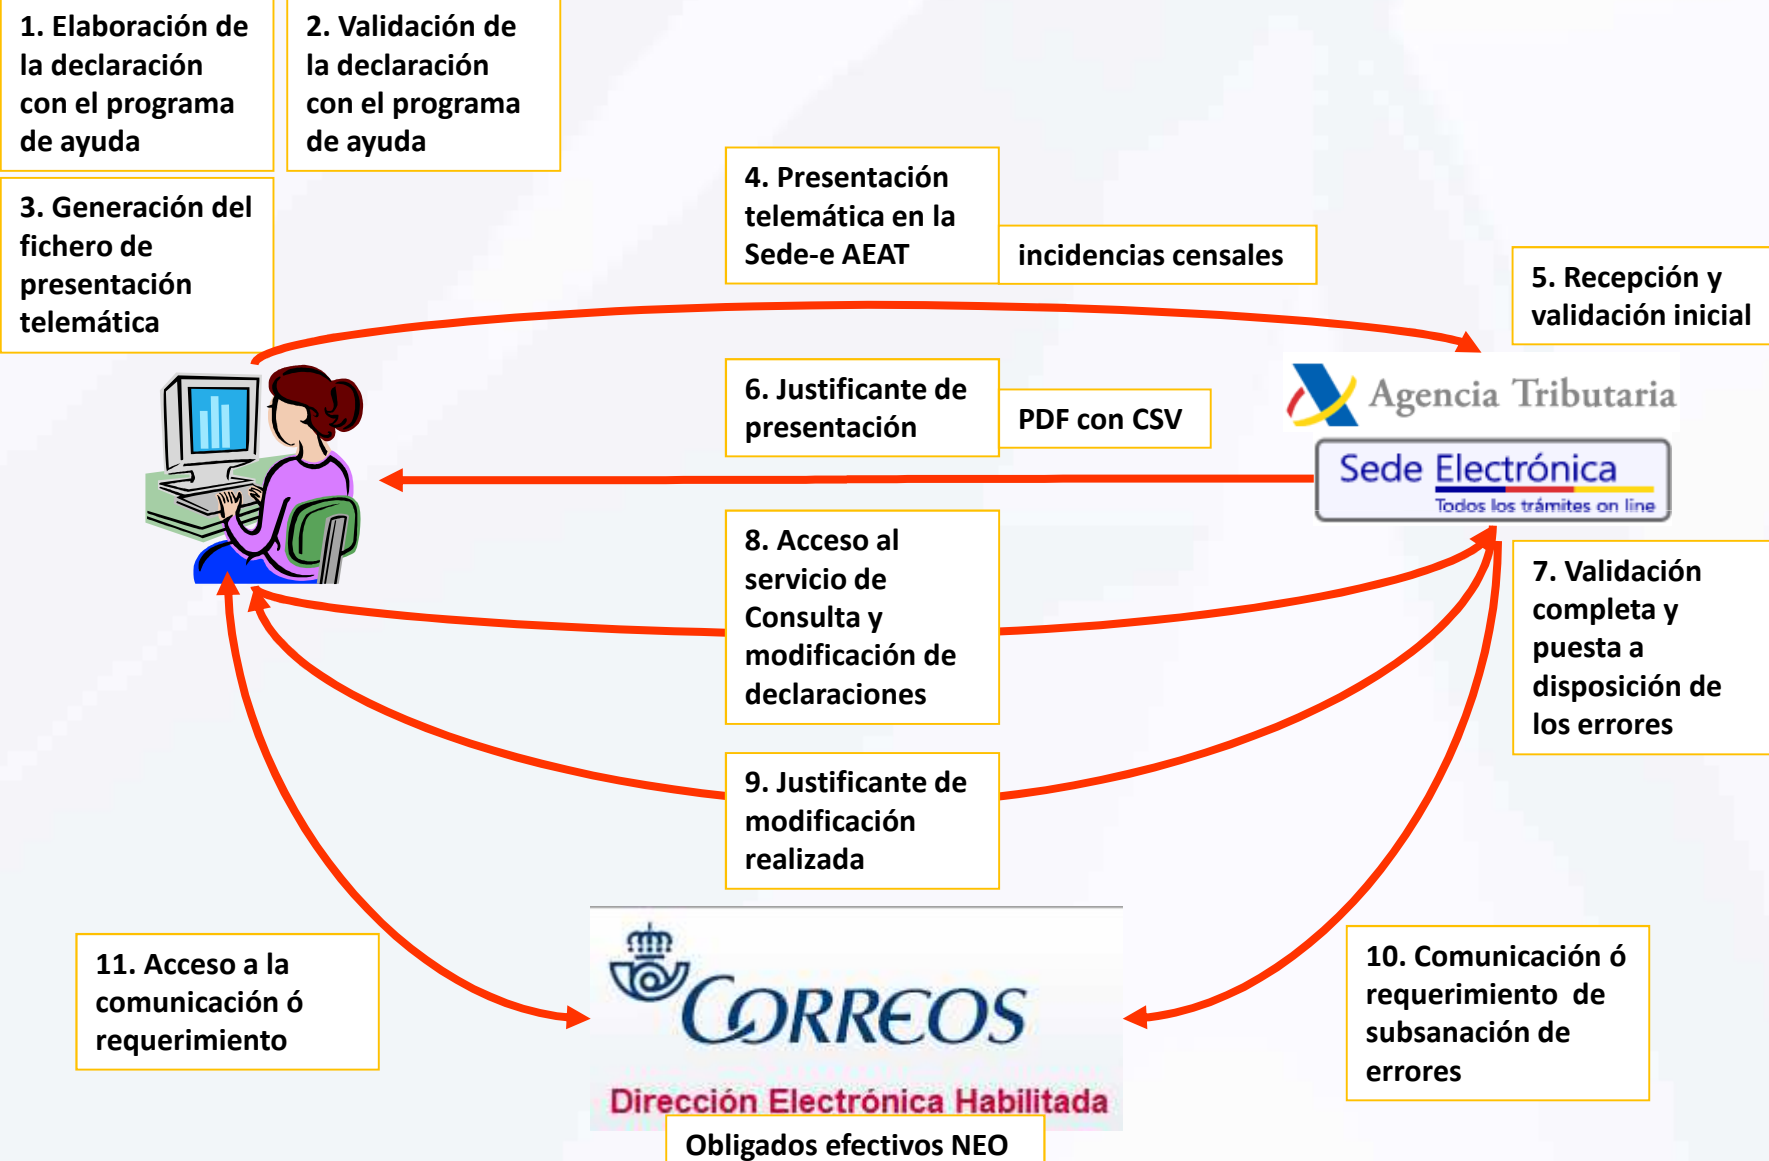 1. Elaboración de
la declaración
con el programa
de ayuda
2. Validación de
la declaración
con el programa
de ayuda
3. Generación del
fichero de
presentación
telemática
4. Presentación
telemática en la
Sede-e AEAT
incidencias censales
5. Recepción y
validación inicial
6. Justificante de
presentación
PDF con CSV
Agencia Tributaria
Sede Electrónica
Todos los trámites on line
8. Acceso al
servicio de
Consulta y
modificación de
declaraciones
7. Validación
completa y
puesta a
disposición de
los errores
9. Justificante de
modificación
realizada
11. Acceso a la
comunicación ó
requerimiento
CORREOS
Dirección Electrónica Habilitada
Obligados efectivos NEO
10. Comunicación ó
requerimiento  de
subsanación de
errores